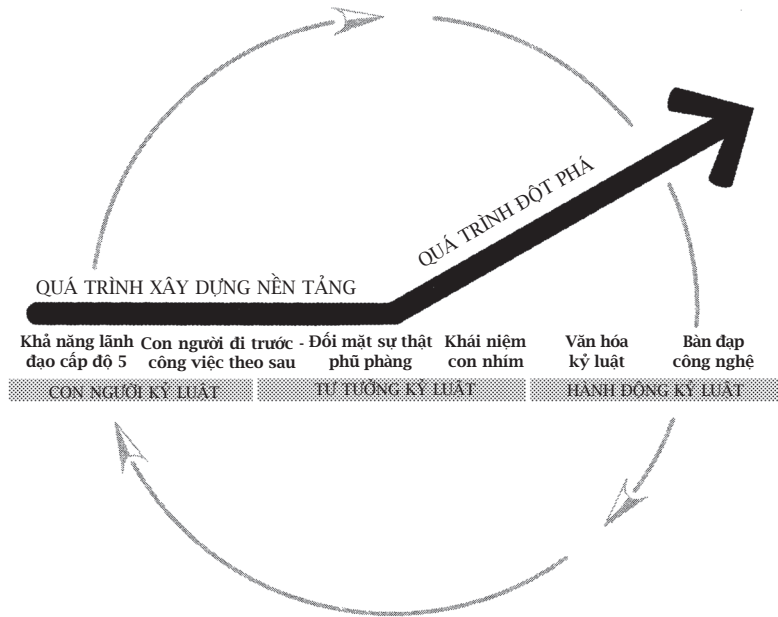 QUÁ TRÌNH ĐỘT PHÁ
QUÁ TRÌNH XÂY DỰNG NỀN TẢNG
Khả năng lãnh
đạo cấp độ 5
Con người đi trước -
công việc theo sau
Đối mặt sự thật
phũ phàng
Khái niệm
con nhím
Văn hóa
kỷ luật
Bàn đạp
công nghệ
CON NGƯỜI KỶ LUẬT
TƯ TƯỞNG KỶ LUẬT
HÀNH ĐỘNG KỶ LUẬT